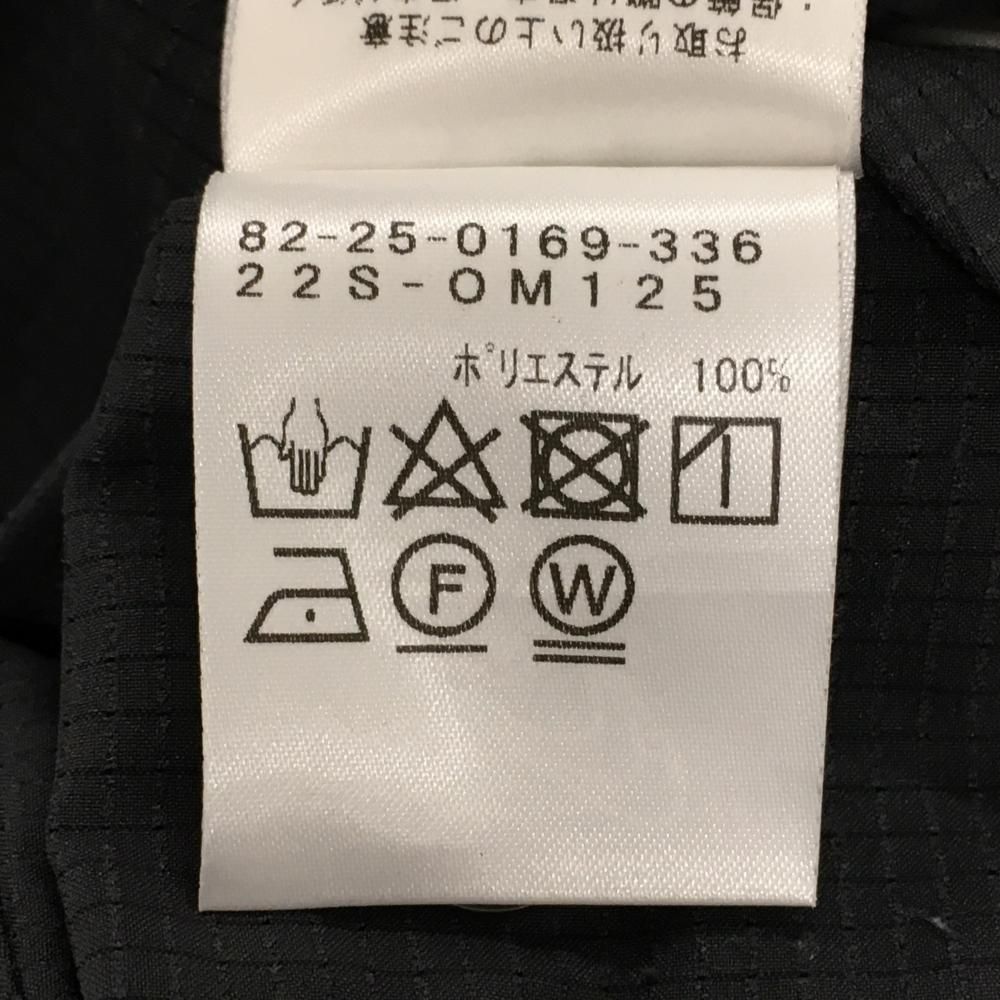 お取り扱い上のご注意
82-25-0169-336
22S-OM125
ポリエステル 100%
F
W